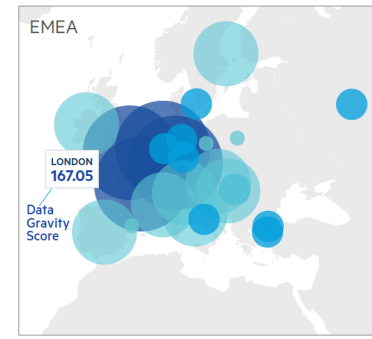 EMEA
LONDON
167.05
Data
Gravity
Score